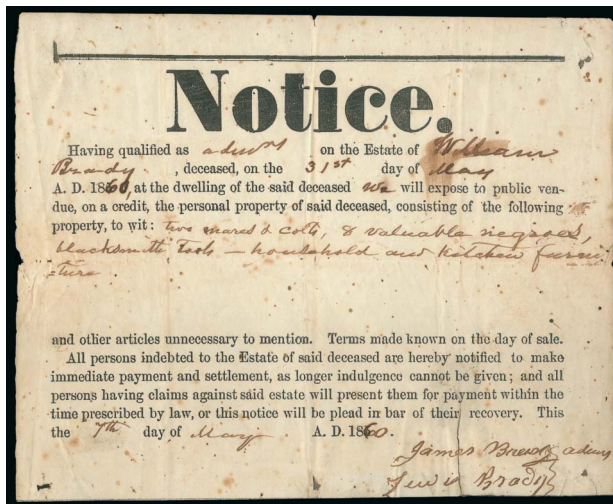 Notice.
Having qualified as admrs on the Estate of William
Brady, deceased, on the 31st day of May
A. D. 1860, at the dwelling of the said deceased we will expose to public ven-
due, on a credit, the personal property of said deceased, consisting of the following
property, to wit: two mares & colts, 8 valuable negroes,
blacksmith tools – household and kitchen furni
ture
and other articles unnecessary to mention. Terms made known on the day of sale.
All persons indebted to the Estate of said deceased are hereby notified to make
immediate payment and settlement, as longer indulgence cannot be given; and all
persons having claims against said estate will present them for payment within the
time prescribed by law, or this notice will be plead in bar of their recovery. This
the 7th day of May A. D. 1860.
James Brady admrs
Lewis Brady